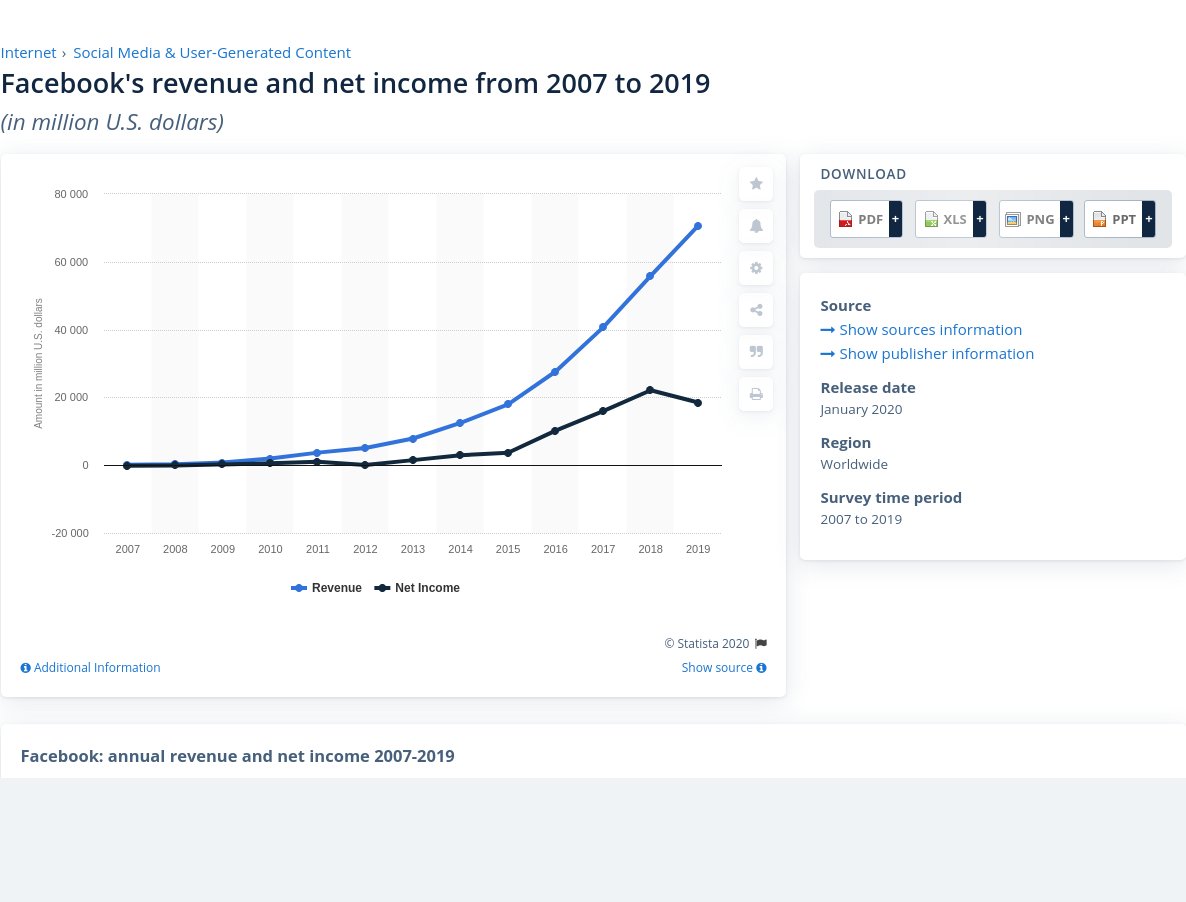 Internet › Social Media & User-Generated Content
Facebook's revenue and net income from 2007 to 2019
(in million U.S. dollars)
80 000
60 000
40 000
20 000
0
-20 000
Amount in million U.S. dollars
2007 2008 2009 2010 2011 2012 2013 2014 2015 2016 2017 2018 2019
Revenue Net Income
© Statista 2020
Additional Information Show source
DOWNLOAD
PDF + XLS + PNG + PPT +
Source
Show sources information
Show publisher information
Release date
January 2020
Region
Worldwide
Survey time period
2007 to 2019
Facebook: annual revenue and net income 2007-2019